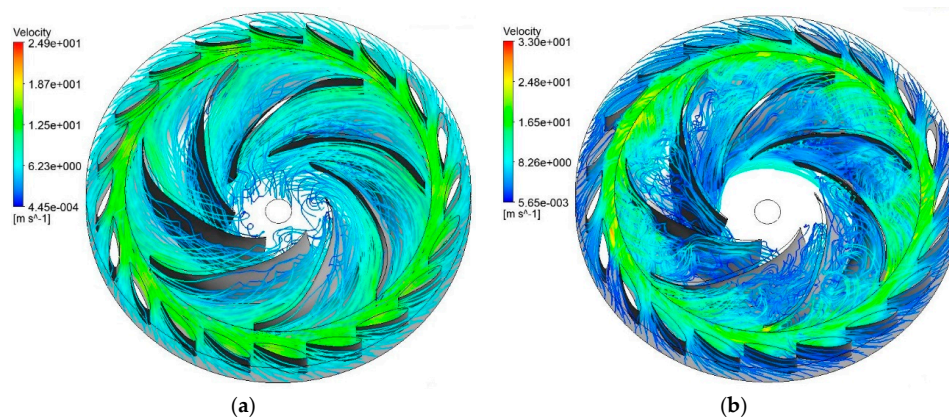 Velocity
2.49e+001
1.87e+001
1.25e+001
6.23e+000
4.45e-004
[m s^-1]
(a)
Velocity
3.30e+001
2.48e+001
1.65e+001
8.26e+000
5.65e-003
[m s^-1]
(b)